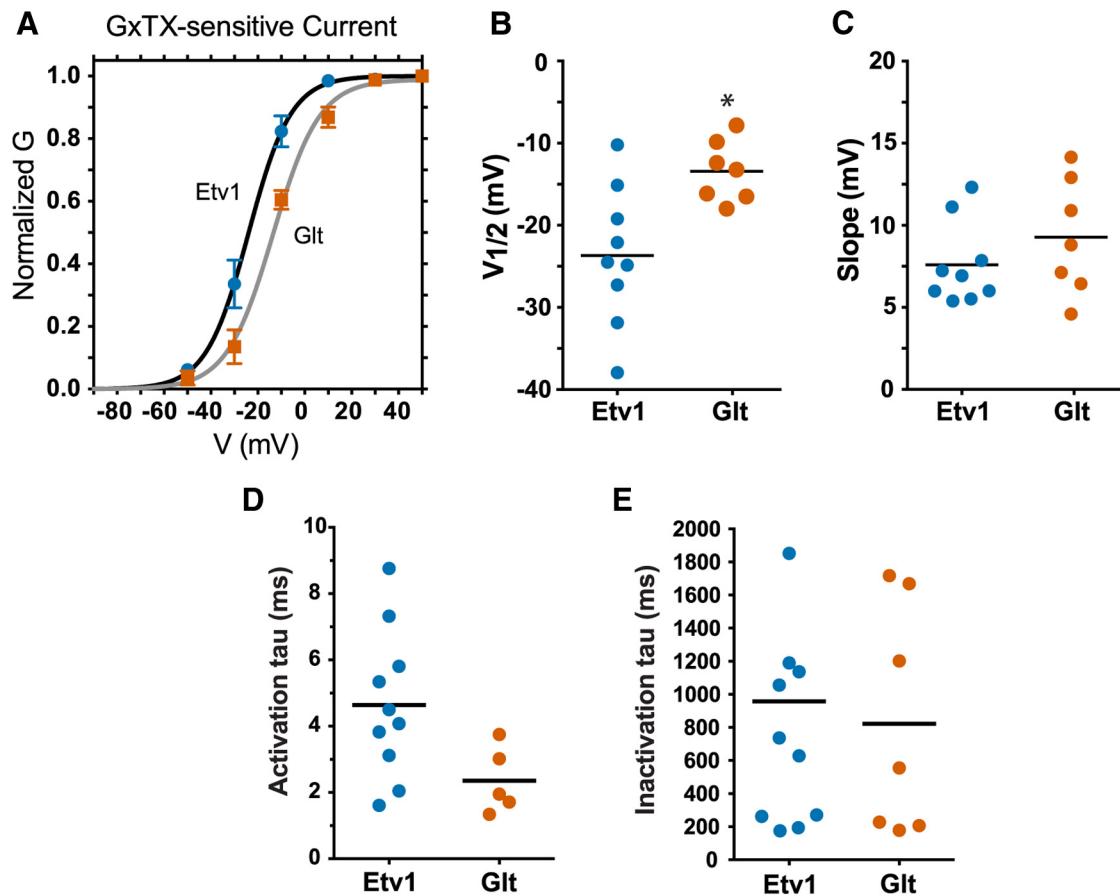 A
GxTX-sensitive Current
Normalized G
1.0
0.8
0.6
0.4
0.2
0.0
Etv1
Glt
-80 -60 -40 -20 0 20 40
V (mV)
B
V1/2 (mV)
0
-10
-20
-30
-40
*
Etv1 Glt
C
Slope (mV)
20
15
10
5
0
Etv1 Glt
D
Activation tau (ms)
10
8
6
4
2
0
Etv1 Glt
E
Inactivation tau (ms)
2000
1800
1600
1400
1200
1000
800
600
400
200
0
Etv1 Glt